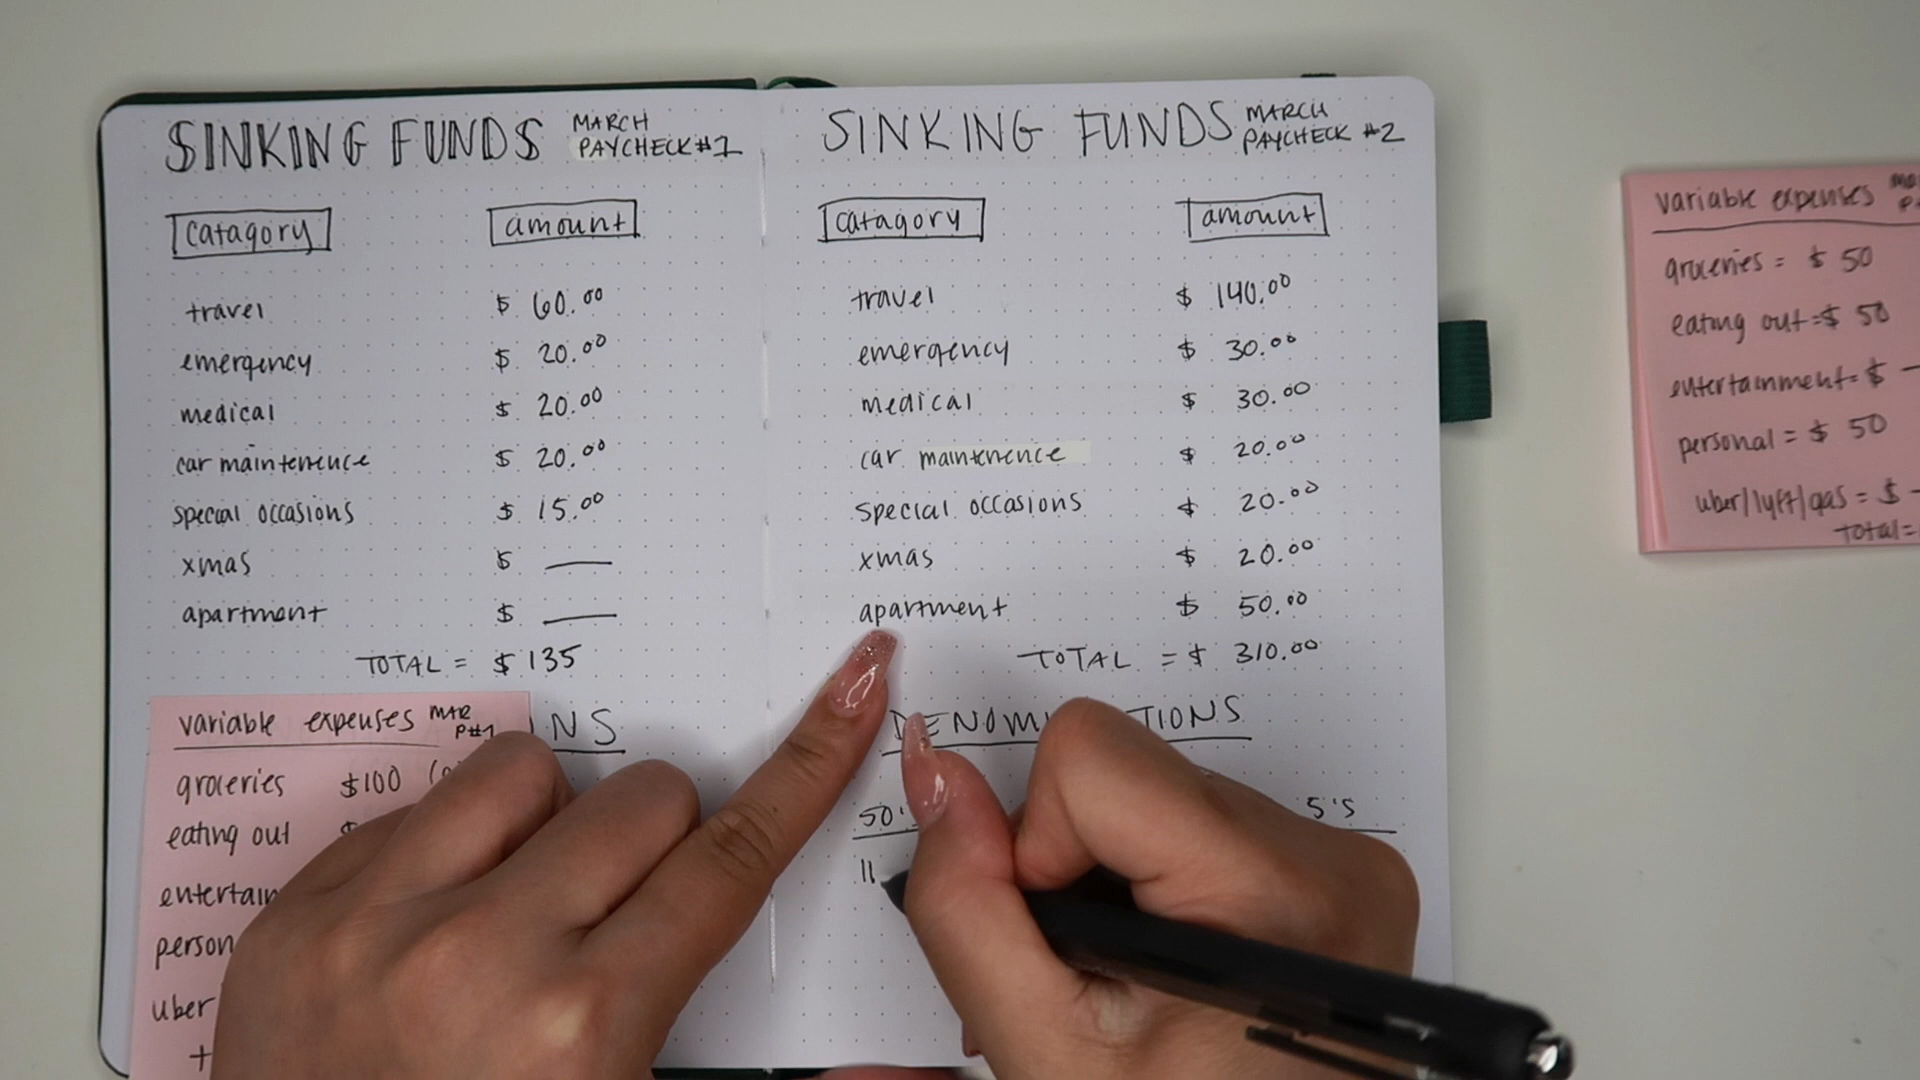 SINKING FUNDS MARCH PAYCHECK #1
catagory amount
travel $ 60.00
emergency $ 20.00
medical $ 20.00
car maintenence $ 20.00
special occasions $ 15.00
xmas $ —
apartment $ —
TOTAL = $ 135
variable expenses MAR P#1
groceries $100
eating out $
SINKING FUNDS MARCH PAYCHECK #2
catagory amount
travel $ 140.00
emergency $ 30.00
medical $ 30.00
car maintenence $ 20.00
special occasions $ 20.00
xmas $ 20.00
apartment $ 50.00
TOTAL = $ 310.00
50's 5's
||
variable expenses
groceries = $ 50
eating out = $ 50
entertainment = $ —
personal = $ 50
uber/lyft/gas = $ —
TOTAL =